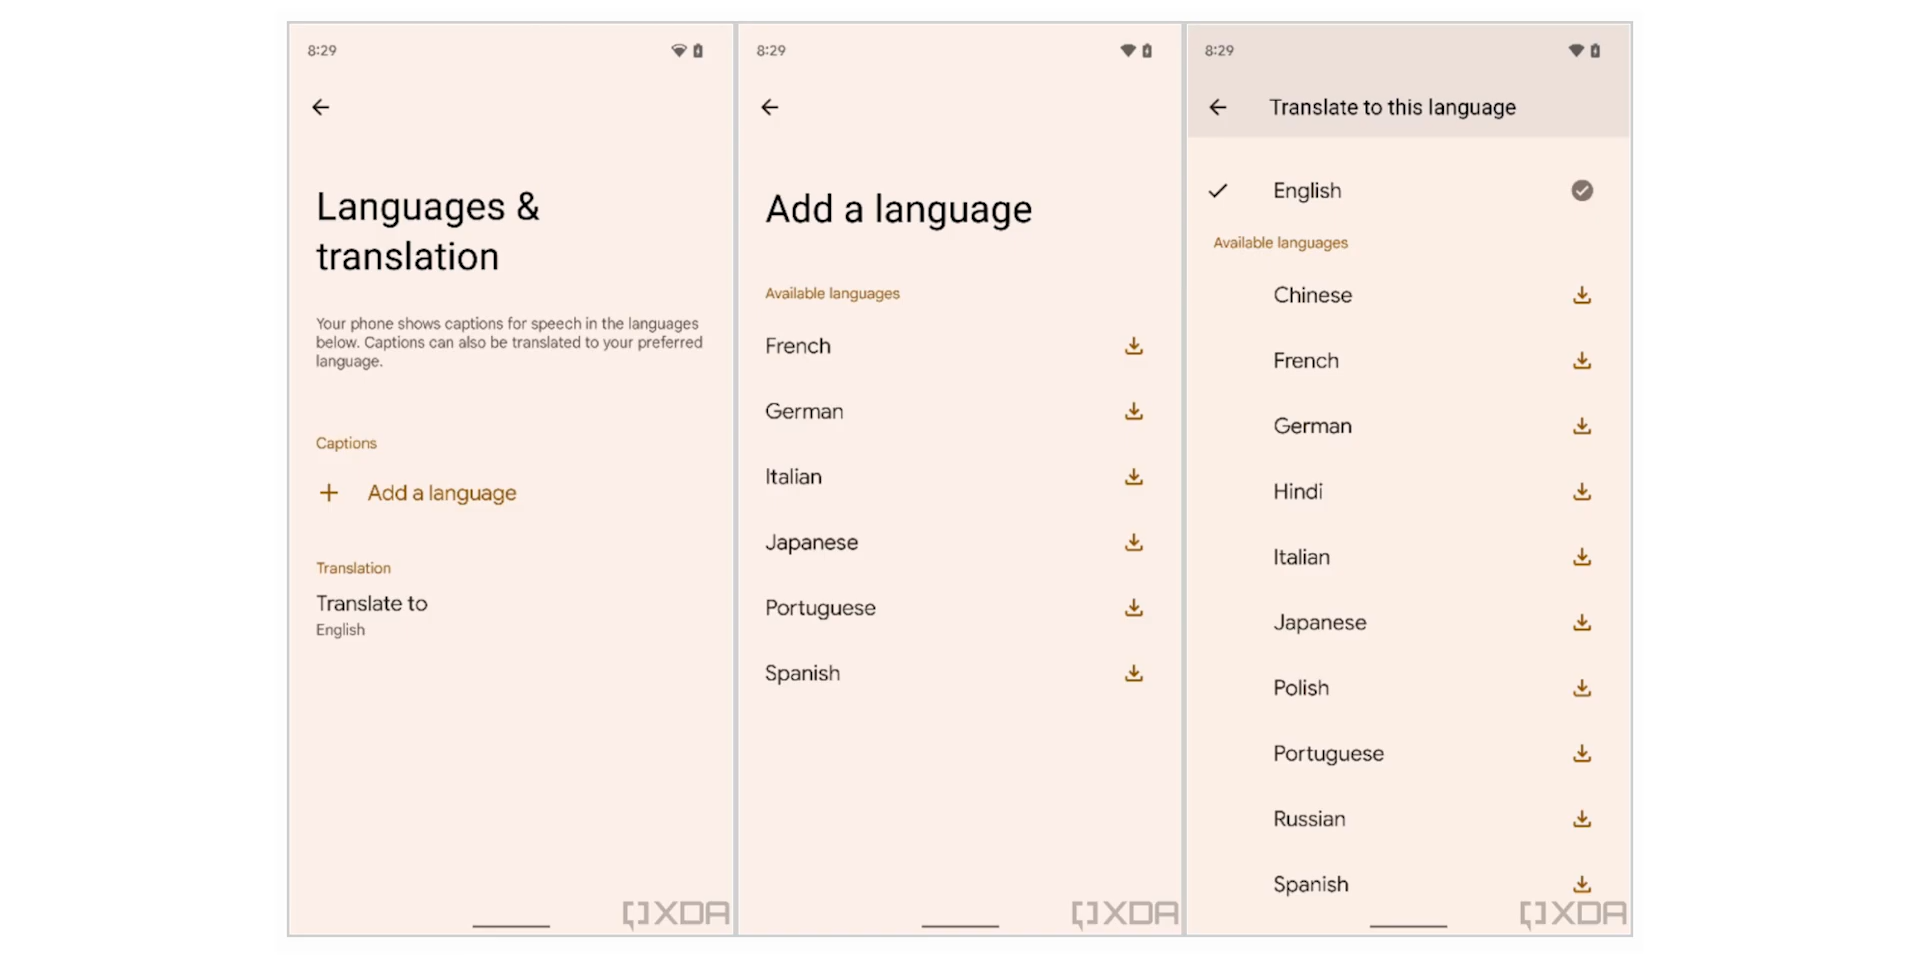 8:29
Languages &
translation
Your phone shows captions for speech in the languages
below. Captions can also be translated to your preferred
language.
Captions
+ Add a language
Translation
Translate to
English
XDA
8:29
Add a language
Available languages
French
German
Italian
Japanese
Portuguese
Spanish
XDA
8:29
Translate to this language
English
Available languages
Chinese
French
German
Hindi
Italian
Japanese
Polish
Portuguese
Russian
Spanish
XDA